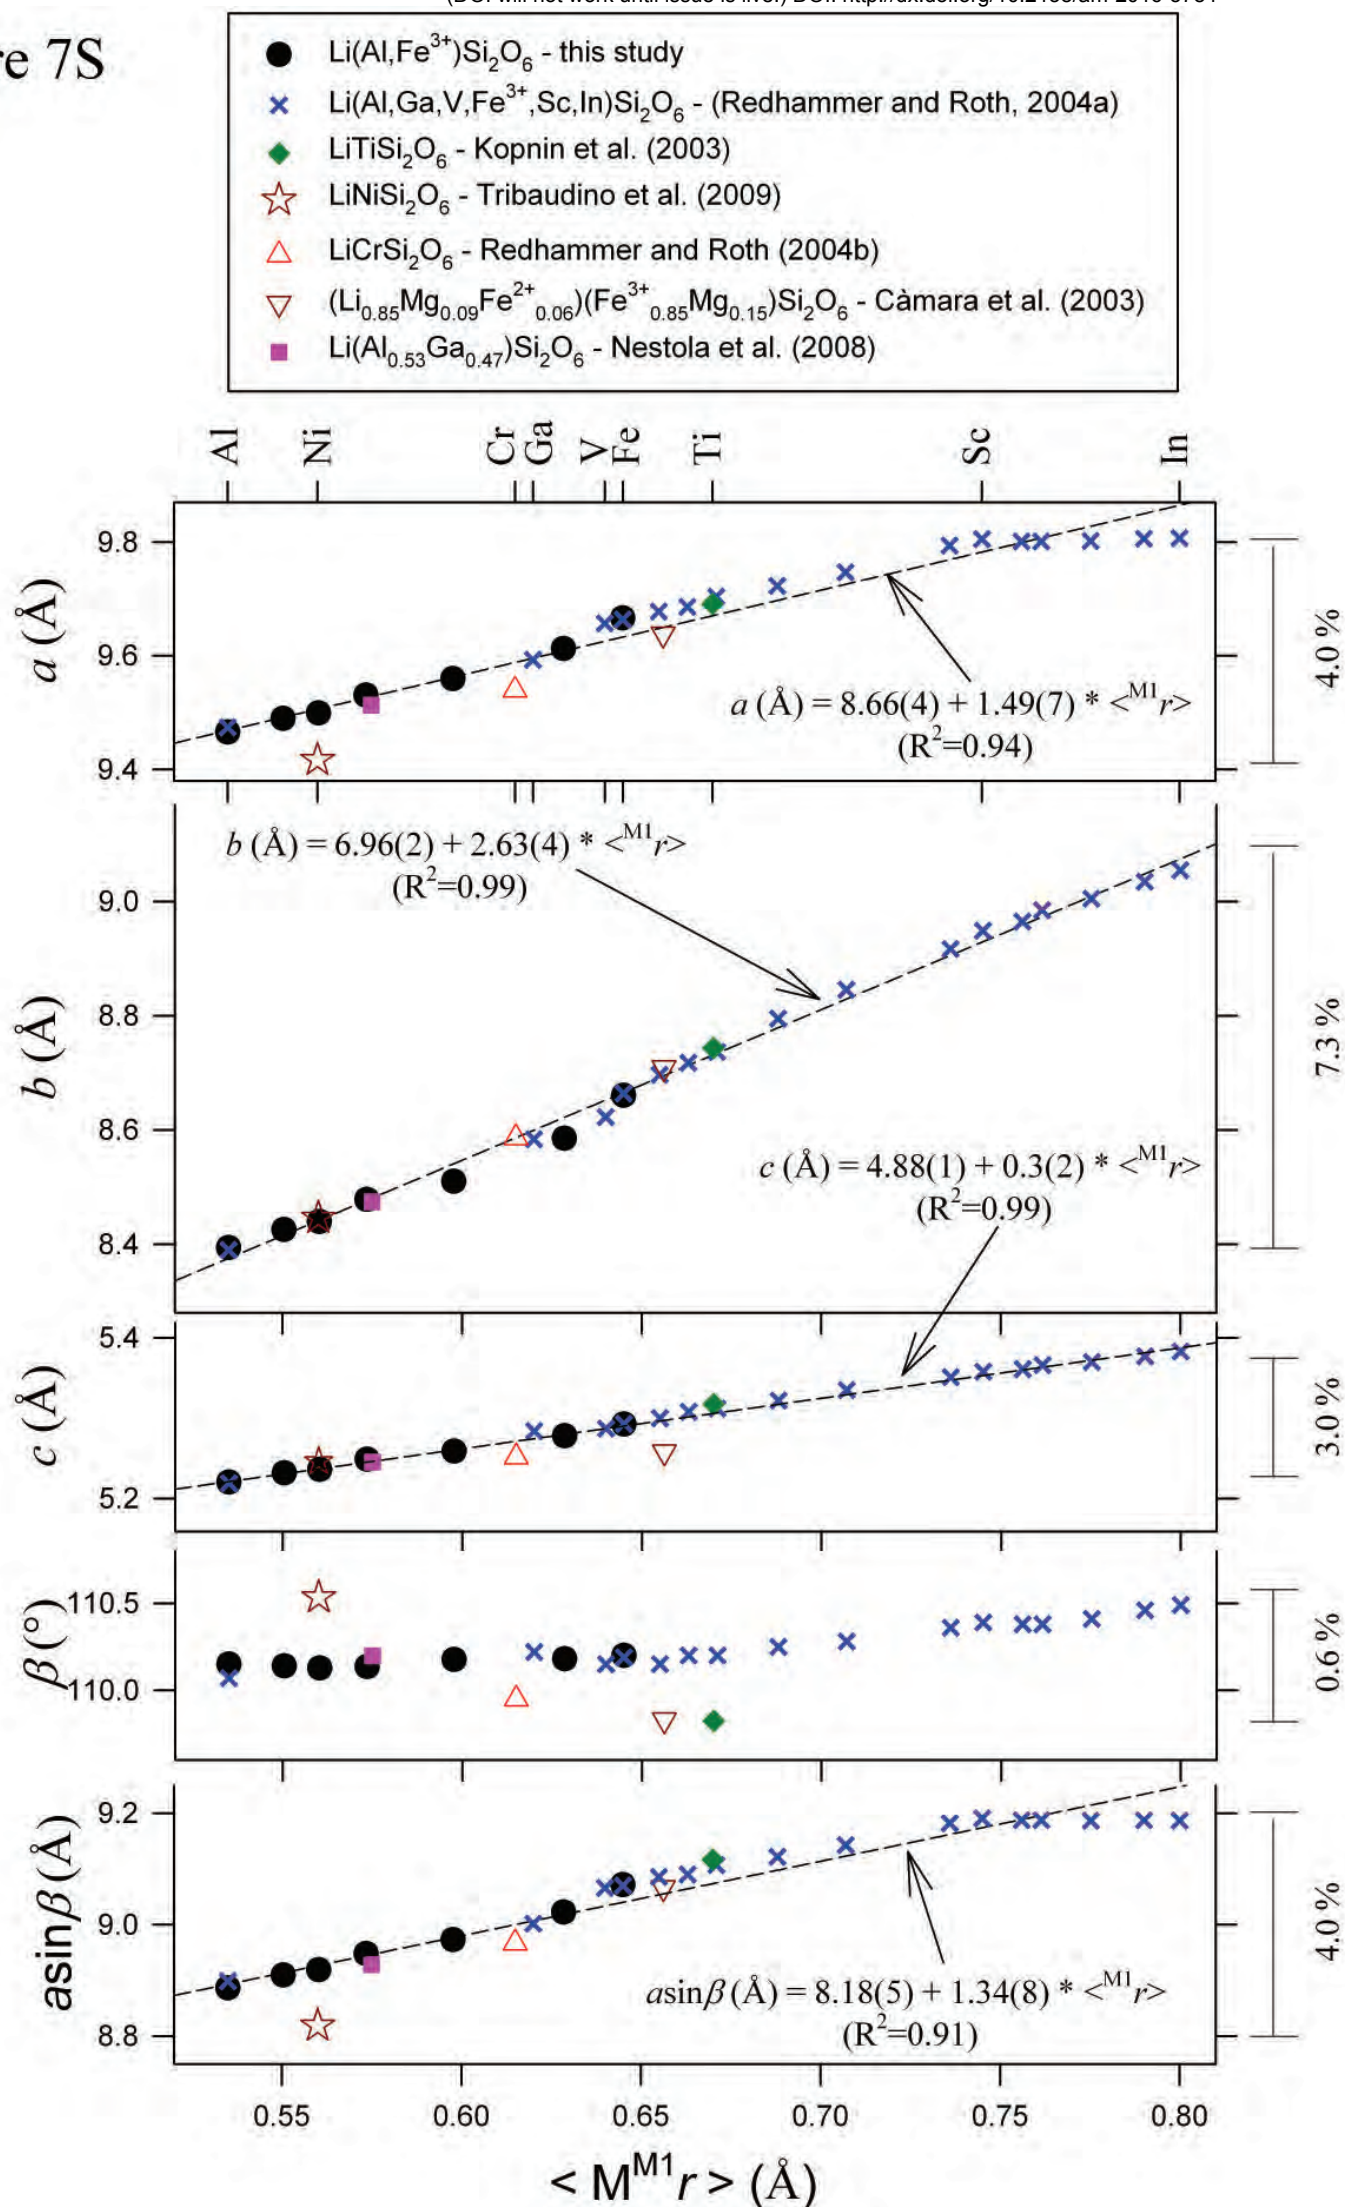 re 7S
Li(Al,Fe³⁺)Si₂O₆ - this study
Li(Al,Ga,V,Fe³⁺,Sc,In)Si₂O₆ - (Redhammer and Roth, 2004a)
LiTiSi₂O₆ - Kopnin et al. (2003)
LiNiSi₂O₆ - Tribaudino et al. (2009)
LiCrSi₂O₆ - Redhammer and Roth (2004b)
(Li₀.₈₅Mg₀.₀₉Fe²⁺₀.₀₆)(Fe³⁺₀.₈₅Mg₀.₁₅)Si₂O₆ - Càmara et al. (2003)
Li(Al₀.₅₃Ga₀.₄₇)Si₂O₆ - Nestola et al. (2008)
Al Ni Cr Ga V Fe Ti Sc In
a (Å)
9.8
9.6
9.4
4.0 %
a (Å) = 8.66(4) + 1.49(7) * <ᴹ¹r>
(R²=0.94)
b (Å)
9.0
8.8
8.6
8.4
7.3 %
b (Å) = 6.96(2) + 2.63(4) * <ᴹ¹r>
(R²=0.99)
c (Å) = 4.88(1) + 0.3(2) * <ᴹ¹r>
(R²=0.99)
c (Å)
5.4
5.2
3.0 %
β (°)
110.5
110.0
0.6 %
asinβ (Å)
9.2
9.0
8.8
4.0 %
asinβ (Å) = 8.18(5) + 1.34(8) * <ᴹ¹r>
(R²=0.91)
0.55 0.60 0.65 0.70 0.75 0.80
< Mᴹ¹r > (Å)